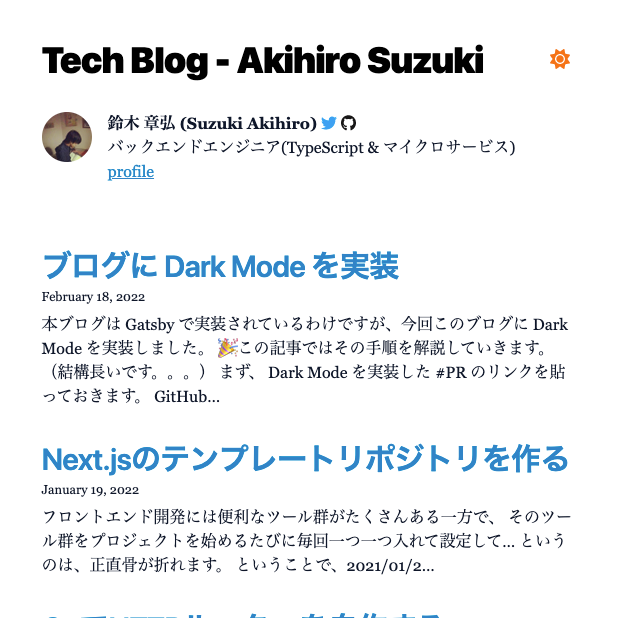 Tech Blog - Akihiro Suzuki
鈴木 章弘 (Suzuki Akihiro)
バックエンドエンジニア(TypeScript & マイクロサービス)
profile
ブログに Dark Mode を実装
February 18, 2022
本ブログは Gatsby で実装されているわけですが、今回このブログに Dark
Mode を実装しました。 🎉この記事ではその手順を解説していきます。
（結構長いです。。。） まず、 Dark Mode を実装した #PR のリンクを貼
っておきます。 GitHub…
Next.jsのテンプレートリポジトリを作る
January 19, 2022
フロントエンド開発には便利なツール群がたくさんある一方で、 そのツー
ル群をプロジェクトを始めるたびに毎回一つ一つ入れて設定して… という
のは、正直骨が折れます。 ということで、2021/01/2…